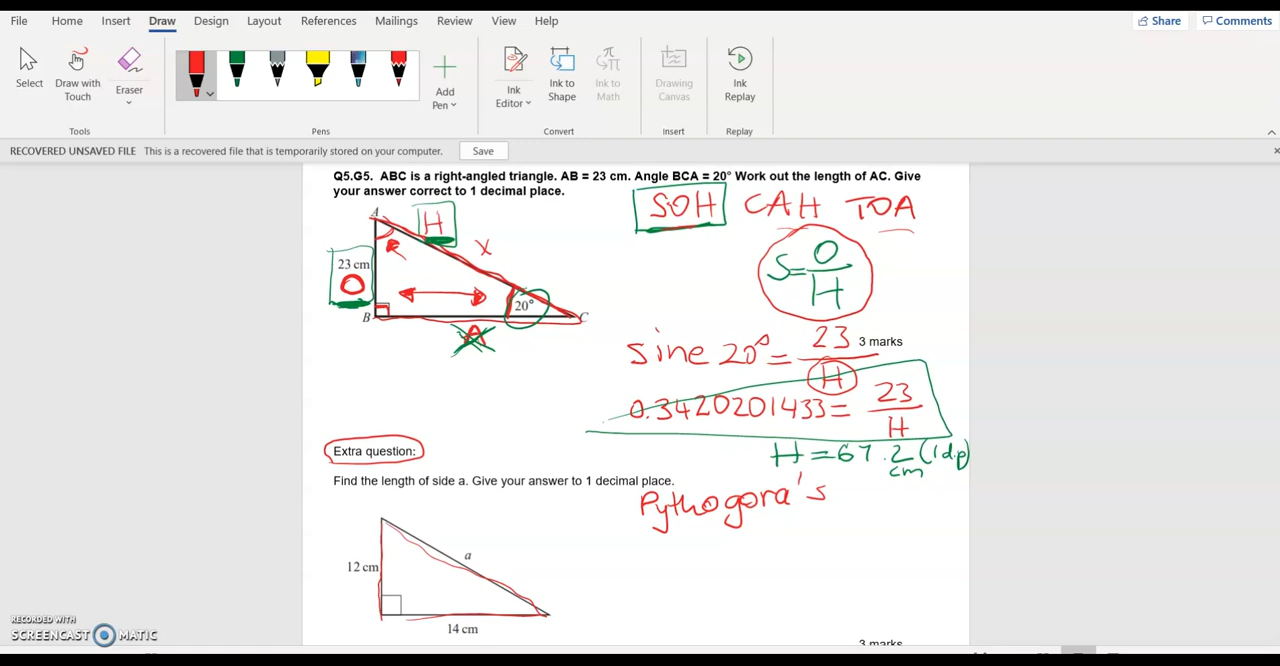 File Home Insert Draw Design Layout References Mailings Review View Help Share Comments
Select Draw with Touch Eraser Add Pen Ink Editor Ink to Shape Ink to Math Drawing Canvas Ink Replay
Tools Pens Convert Insert Replay
RECOVERED UNSAVED FILE This is a recovered file that is temporarily stored on your computer. Save
Q5.G5. ABC is a right-angled triangle. AB = 23 cm. Angle BCA = 20° Work out the length of AC. Give
your answer correct to 1 decimal place.
SOH CAH TOA
A
H
X
23 cm
O
20°
B
C
A
S = O
H
sine 20° = 23
H
3 marks
0.3420201433 = 23
H
H = 67.2 (1d.p)
cm
Extra question:
Find the length of side a. Give your answer to 1 decimal place.
Pythogora's
a
12 cm
14 cm
3 marks
RECORDED WITH
SCREENCAST MATIC